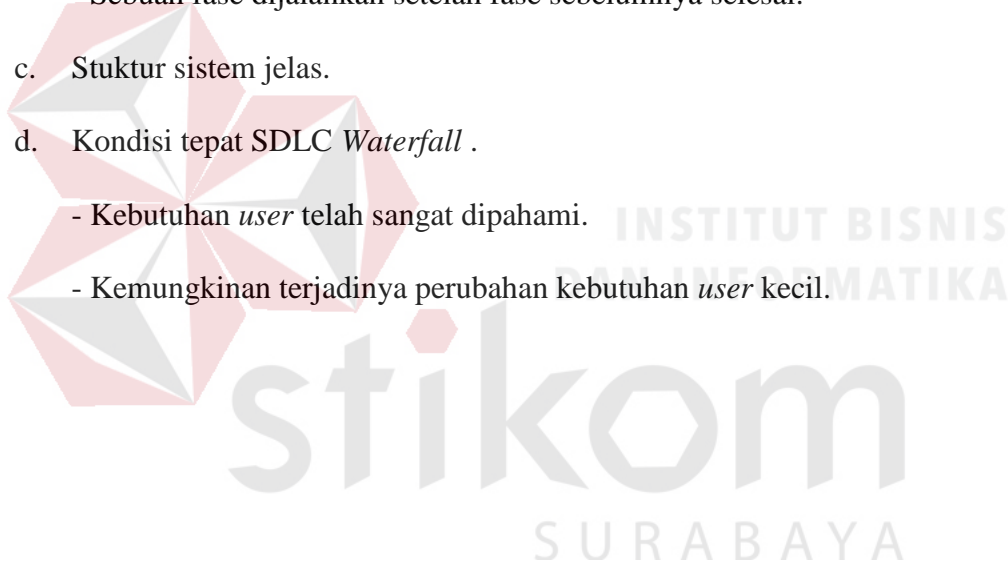 Sebuah fase dijalankan setelah fase sebelumnya selesai.
c. Stuktur sistem jelas.
d. Kondisi tepat SDLC Waterfall .
- Kebutuhan user telah sangat dipahami.
INSTITUT BISNIS
- Kemungkinan terjadinya perubahan kebutuhan user kecil.
DAN INFORMATIKA
stikom
SURABAYA